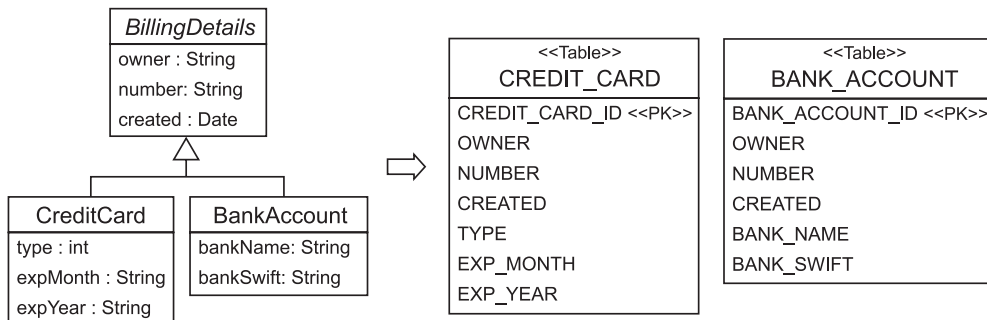 BillingDetails
owner : String
number: String
created : Date
CreditCard
type : int
expMonth : String
expYear : String
BankAccount
bankName: String
bankSwift: String
<<Table>>
CREDIT_CARD
CREDIT_CARD_ID <<PK>>
OWNER
NUMBER
CREATED
TYPE
EXP_MONTH
EXP_YEAR
<<Table>>
BANK_ACCOUNT
BANK_ACCOUNT_ID <<PK>>
OWNER
NUMBER
CREATED
BANK_NAME
BANK_SWIFT